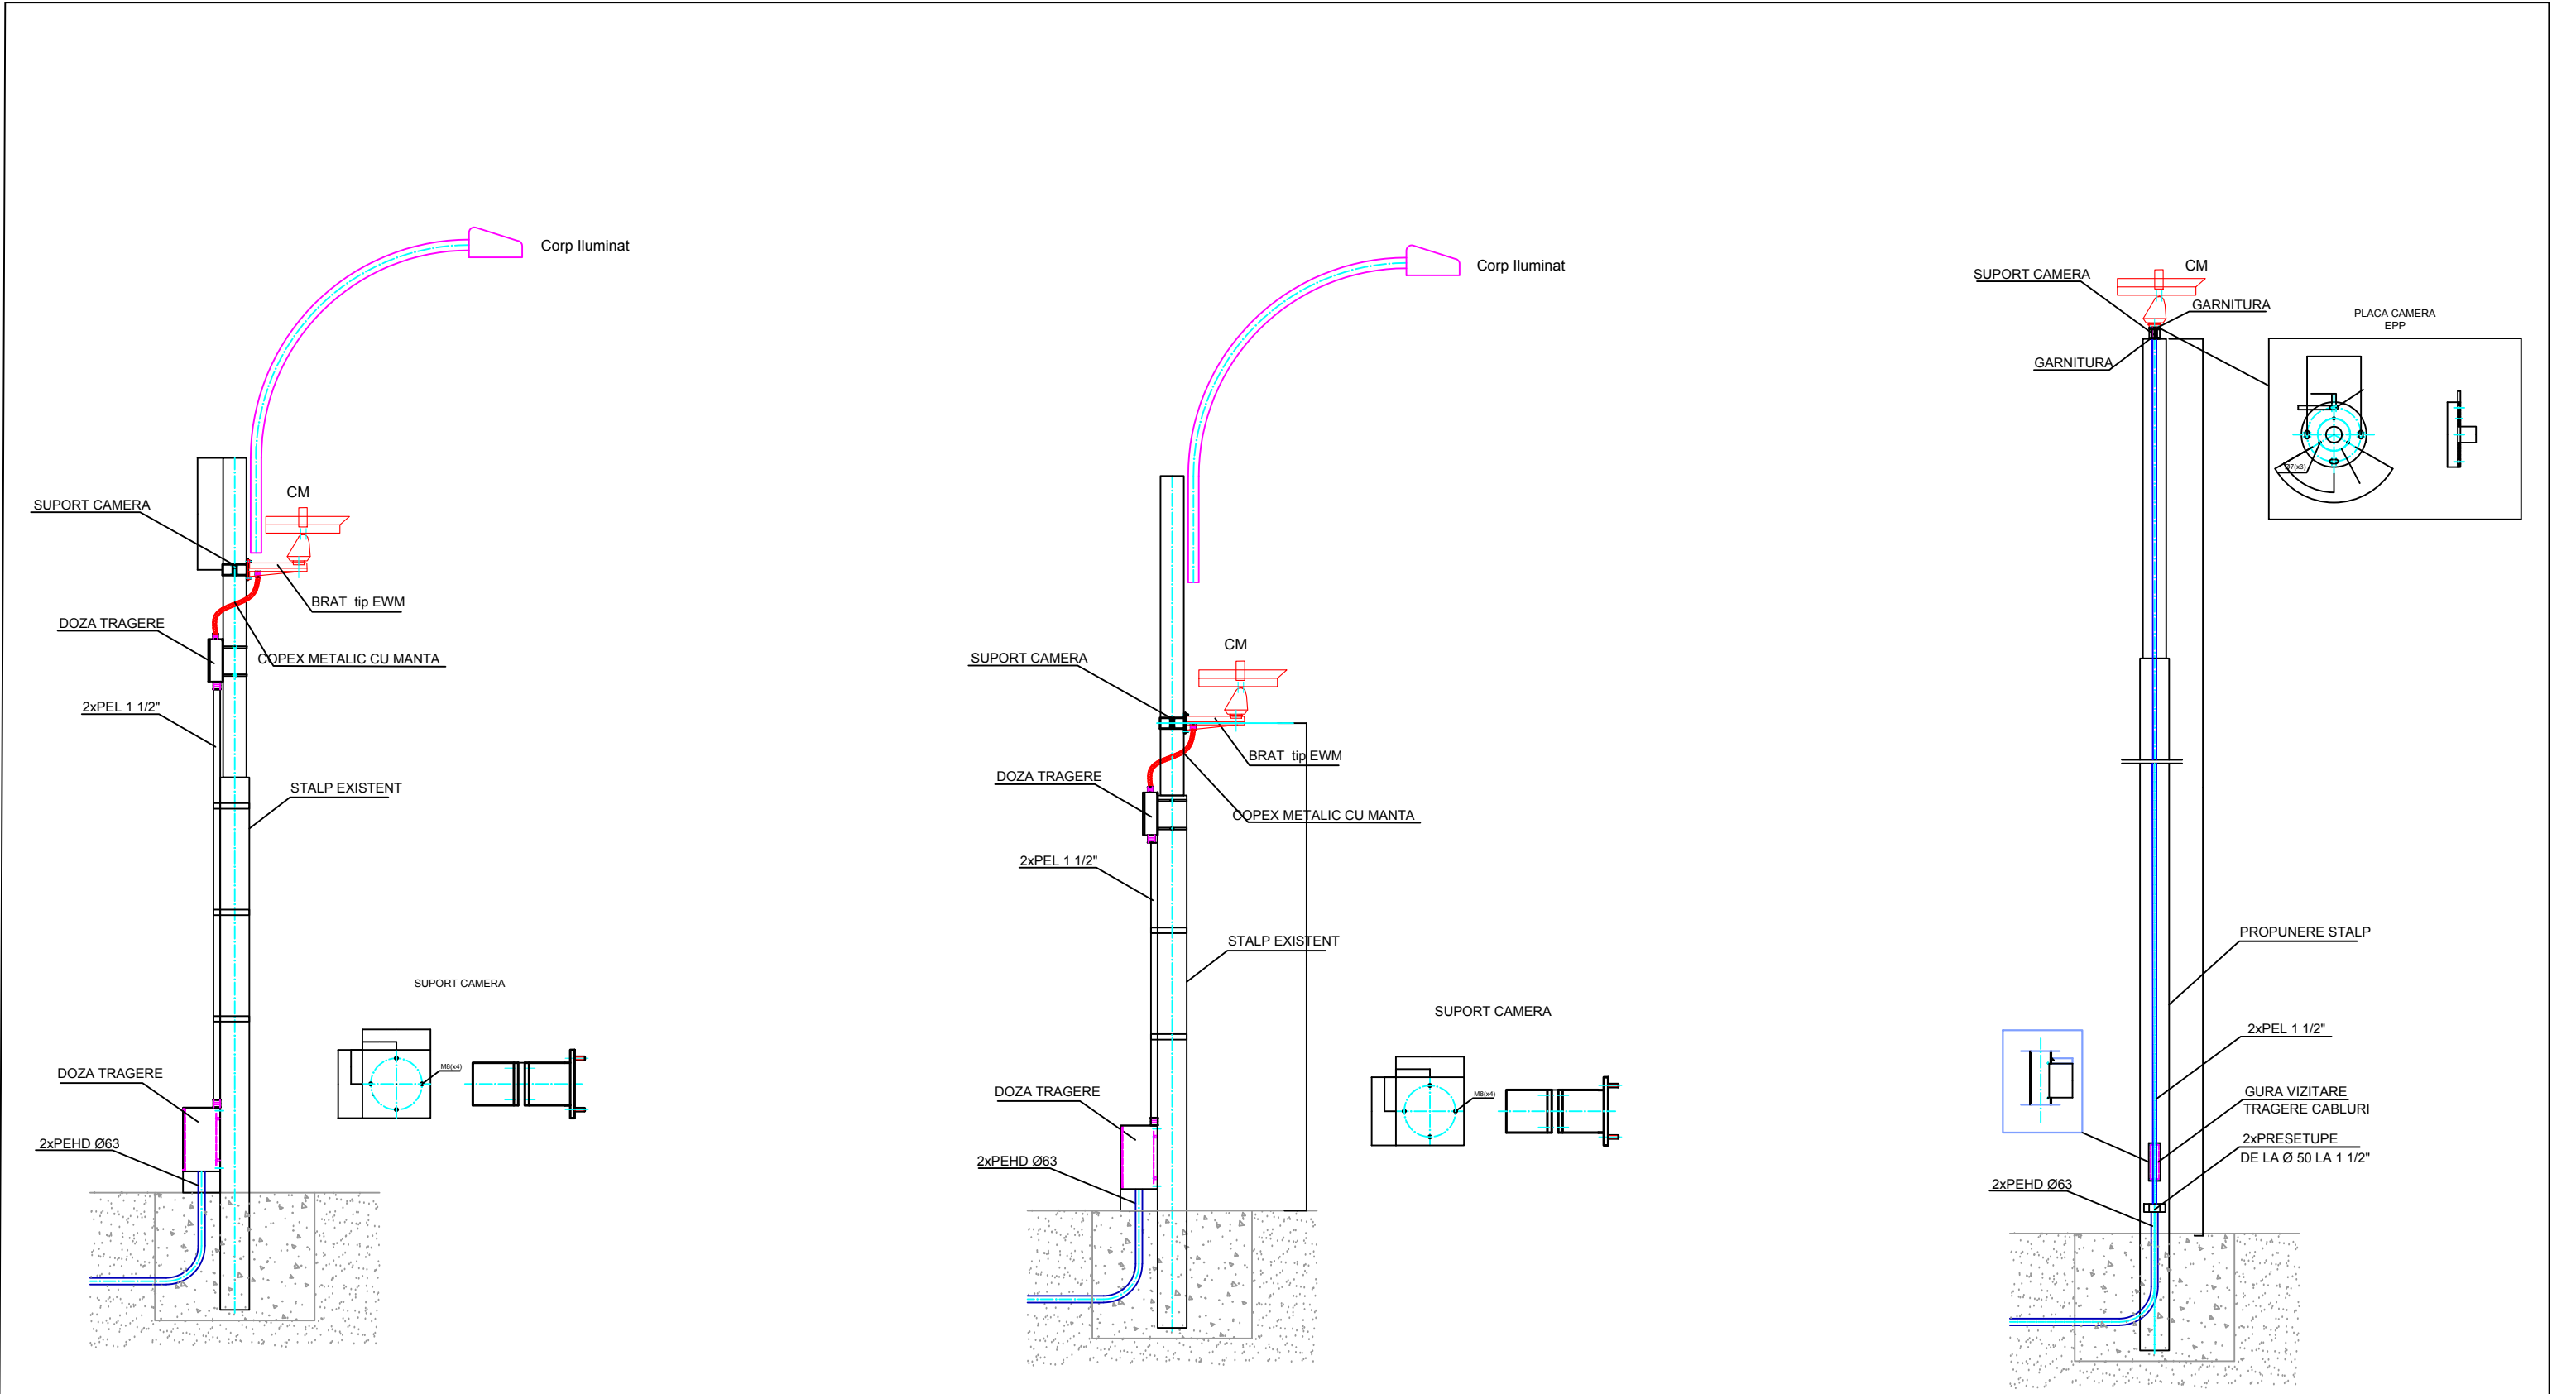 Corp Iluminat
CM
SUPORT CAMERA
BRAT tip EWM
DOZA TRAGERE
COPEX METALIC CU MANTA
2xPEL 1 1/2"
STALP EXISTENT
SUPORT CAMERA
M8(x4)
DOZA TRAGERE
2xPEHD Ø63
Corp Iluminat
CM
SUPORT CAMERA
BRAT tip EWM
DOZA TRAGERE
COPEX METALIC CU MANTA
2xPEL 1 1/2"
STALP EXISTENT
SUPORT CAMERA
M8(x4)
DOZA TRAGERE
2xPEHD Ø63
CM
SUPORT CAMERA
GARNITURA
GARNITURA
PLACA CAMERA
EPP
Ø7(x3)
PROPUNERE STALP
2xPEL 1 1/2"
GURA VIZITARE
TRAGERE CABLURI
2xPRESETUPE
DE LA Ø 50 LA 1 1/2"
2xPEHD Ø63